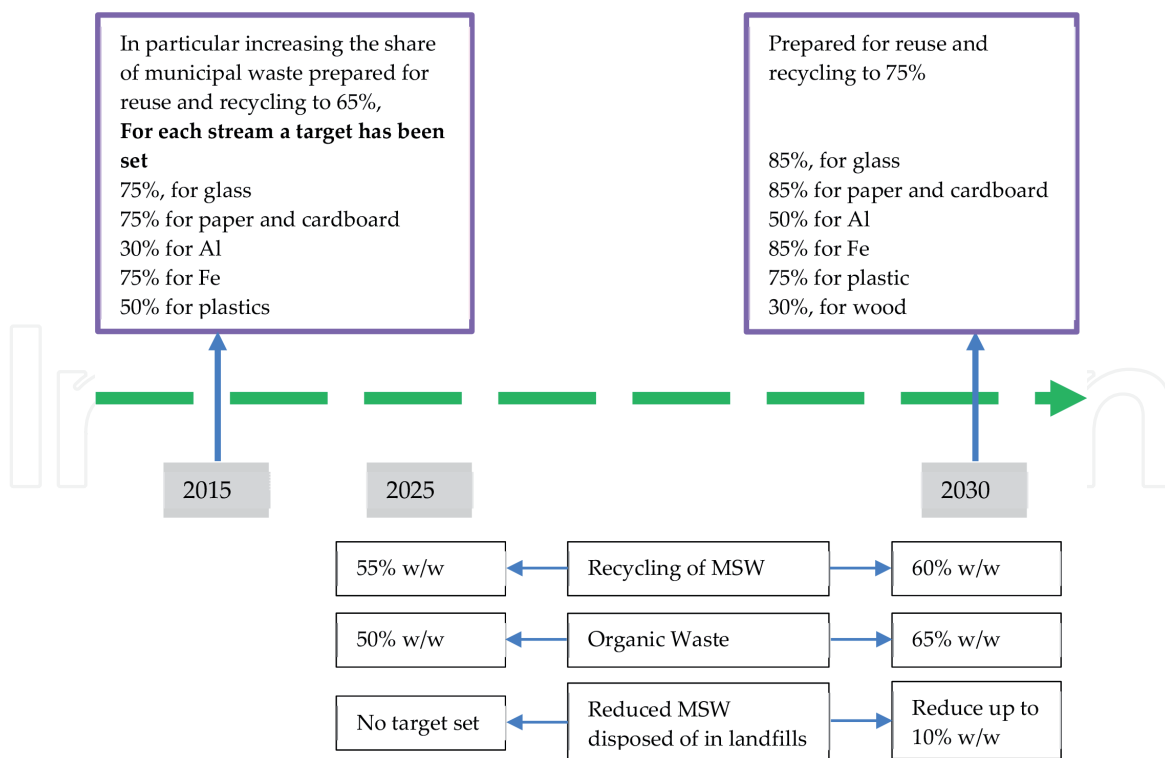 In particular increasing the share
of municipal waste prepared for
reuse and recycling to 65%,
For each stream a target has been
set
75%, for glass
75% for paper and cardboard
30% for Al
75% for Fe
50% for plastics
Prepared for reuse and
recycling to 75%
85%, for glass
85% for paper and cardboard
50% for Al
85% for Fe
75% for plastic
30%, for wood
2015
2025
2030
55% w/w
Recycling of MSW
60% w/w
50% w/w
Organic Waste
65% w/w
No target set
Reduced MSW
disposed of in landfills
Reduce up to
10% w/w